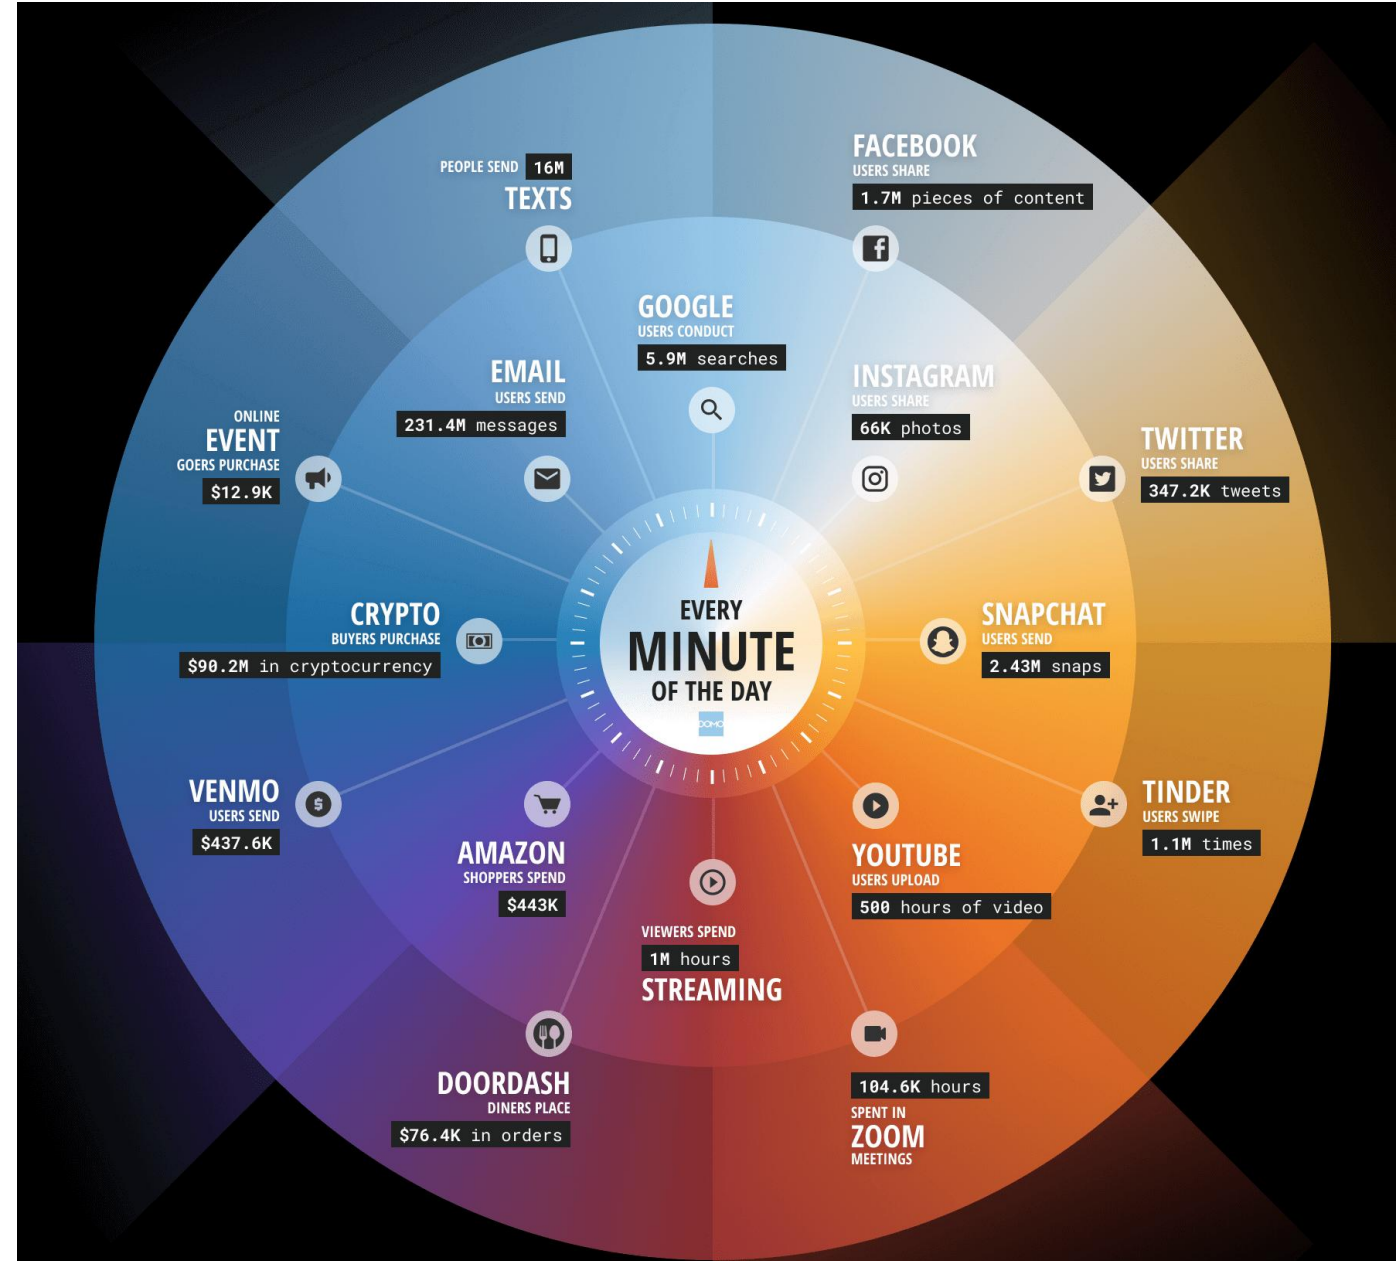 PEOPLE SEND 16M
TEXTS
FACEBOOK
USERS SHARE
1.7M pieces of content
GOOGLE
USERS CONDUCT
5.9M searches
EMAIL
USERS SEND
231.4M messages
INSTAGRAM
USERS SHARE
66K photos
ONLINE
EVENT
GOERS PURCHASE
$12.9K
TWITTER
USERS SHARE
347.2K tweets
CRYPTO
BUYERS PURCHASE
$90.2M in cryptocurrency
EVERY
MINUTE
OF THE DAY
DOMO
SNAPCHAT
USERS SEND
2.43M snaps
VENMO
USERS SEND
$437.6K
AMAZON
SHOPPERS SPEND
$443K
YOUTUBE
USERS UPLOAD
500 hours of video
TINDER
USERS SWIPE
1.1M times
VIEWERS SPEND
1M hours
STREAMING
DOORDASH
DINERS PLACE
$76.4K in orders
104.6K hours
SPENT IN
ZOOM
MEETINGS